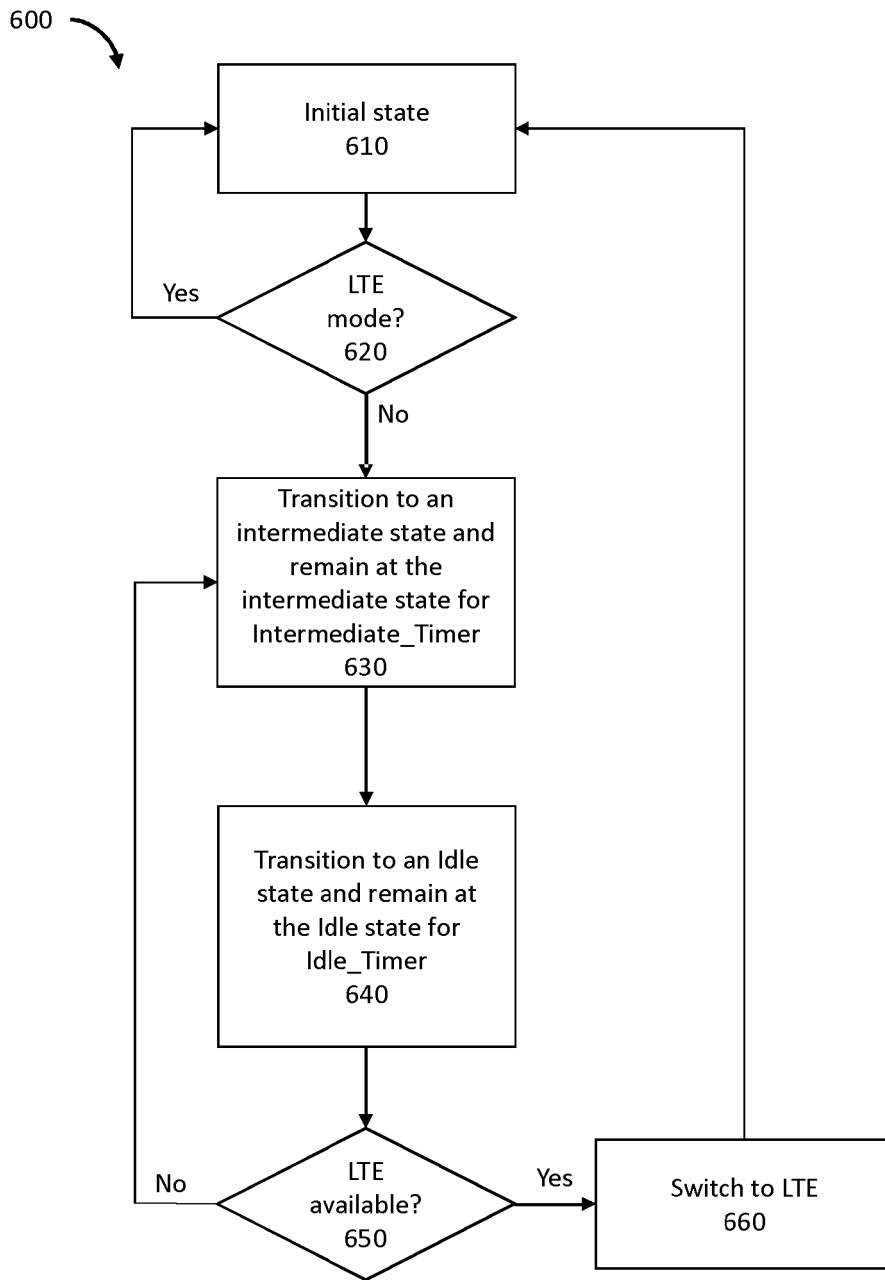 600
Initial state
610
Yes
LTE
mode?
620
No
Transition to an
intermediate state and
remain at the
intermediate state for
Intermediate_Timer
630
Transition to an Idle
state and remain at
the Idle state for
Idle_Timer
640
No
LTE
available?
650
Yes
Switch to LTE
660